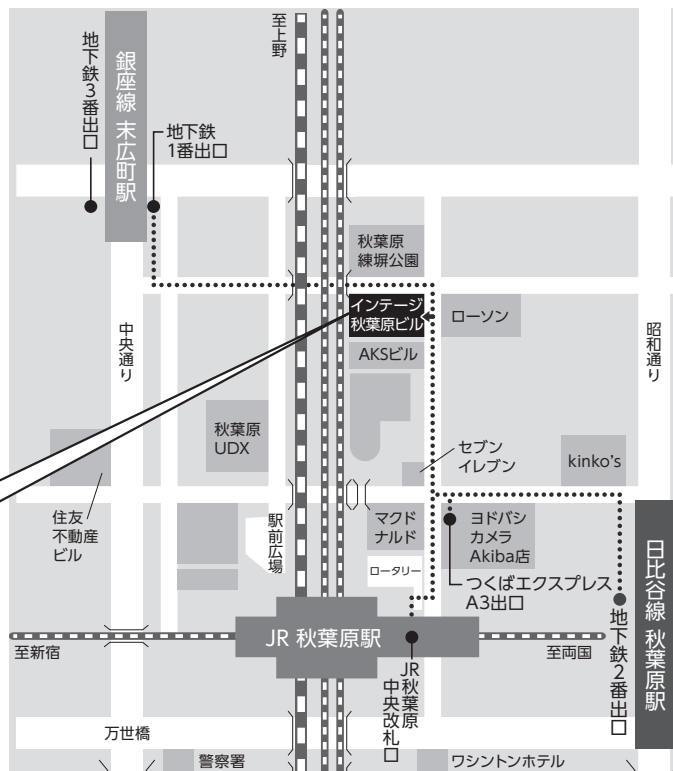 至上野
地下鉄3番出口
銀座線 末広町駅
地下鉄
1番出口
秋葉原
練塀公園
インテージ
秋葉原ビル
ローソン
AKSビル
中央通り
昭和通り
秋葉原
UDX
セブン
イレブン
kinko's
住友
不動産
ビル
駅前広場
マクド
ナルド
ヨドバシ
カメラ
Akiba店
ロータリー
つくばエクスプレス
A3出口
日比谷線 秋葉原駅
地下鉄2番出口
JR 秋葉原駅
至新宿
至両国
JR秋葉原
中央改札口
万世橋
警察署
ワシントンホテル